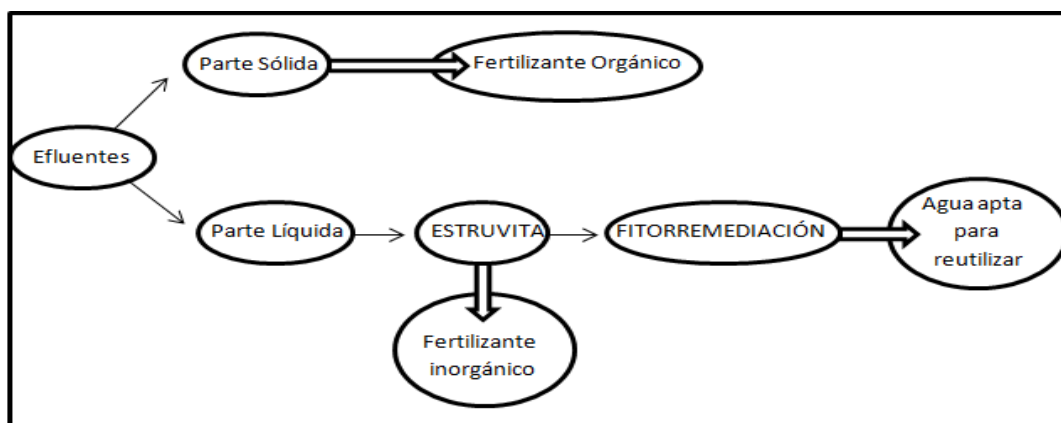 Parte Sólida
Fertilizante Orgánico
Efluentes
Parte Líquida
ESTRUVITA
FITORREMEDIACIÓN
Agua apta
para
reutilizar
Fertilizante
inorgánico